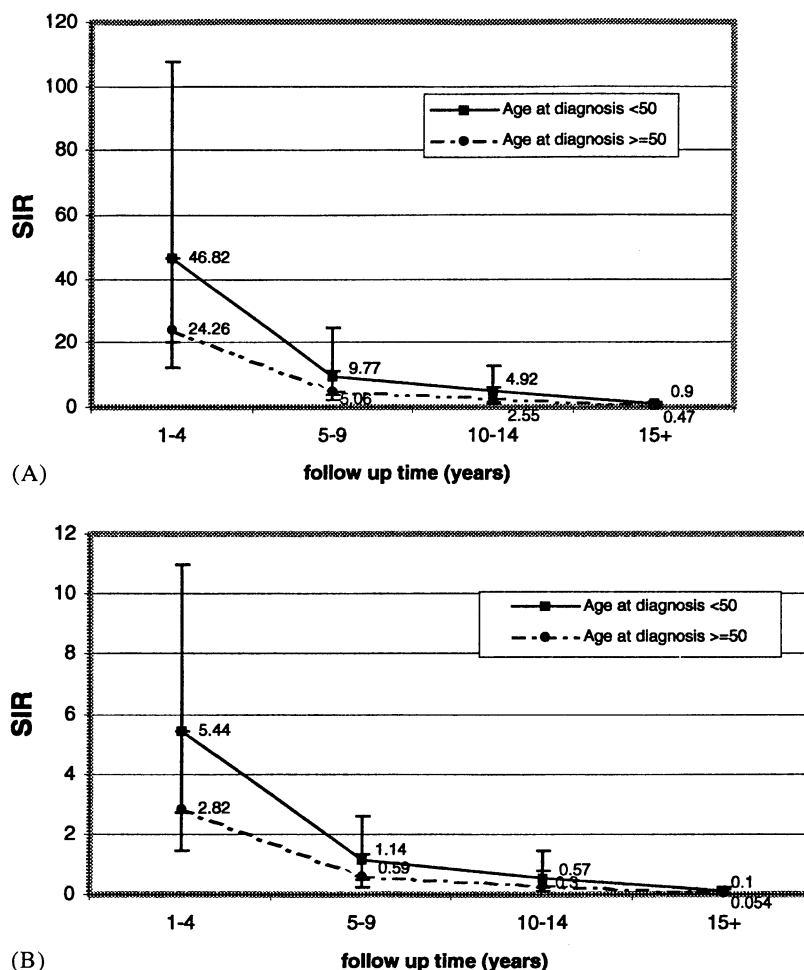 120
100
80
60
40
20
0
SIR
Age at diagnosis <50
Age at diagnosis >=50
46.82
24.26
9.77
5.06
4.92
2.55
0.9
0.47
1-4 5-9 10-14 15+
follow up time (years)
(A)
12
10
8
6
4
2
0
SIR
Age at diagnosis <50
Age at diagnosis >=50
5.44
2.82
1.14
0.59
0.57
0.3
0.1
0.054
1-4 5-9 10-14 15+
follow up time (years)
(B)